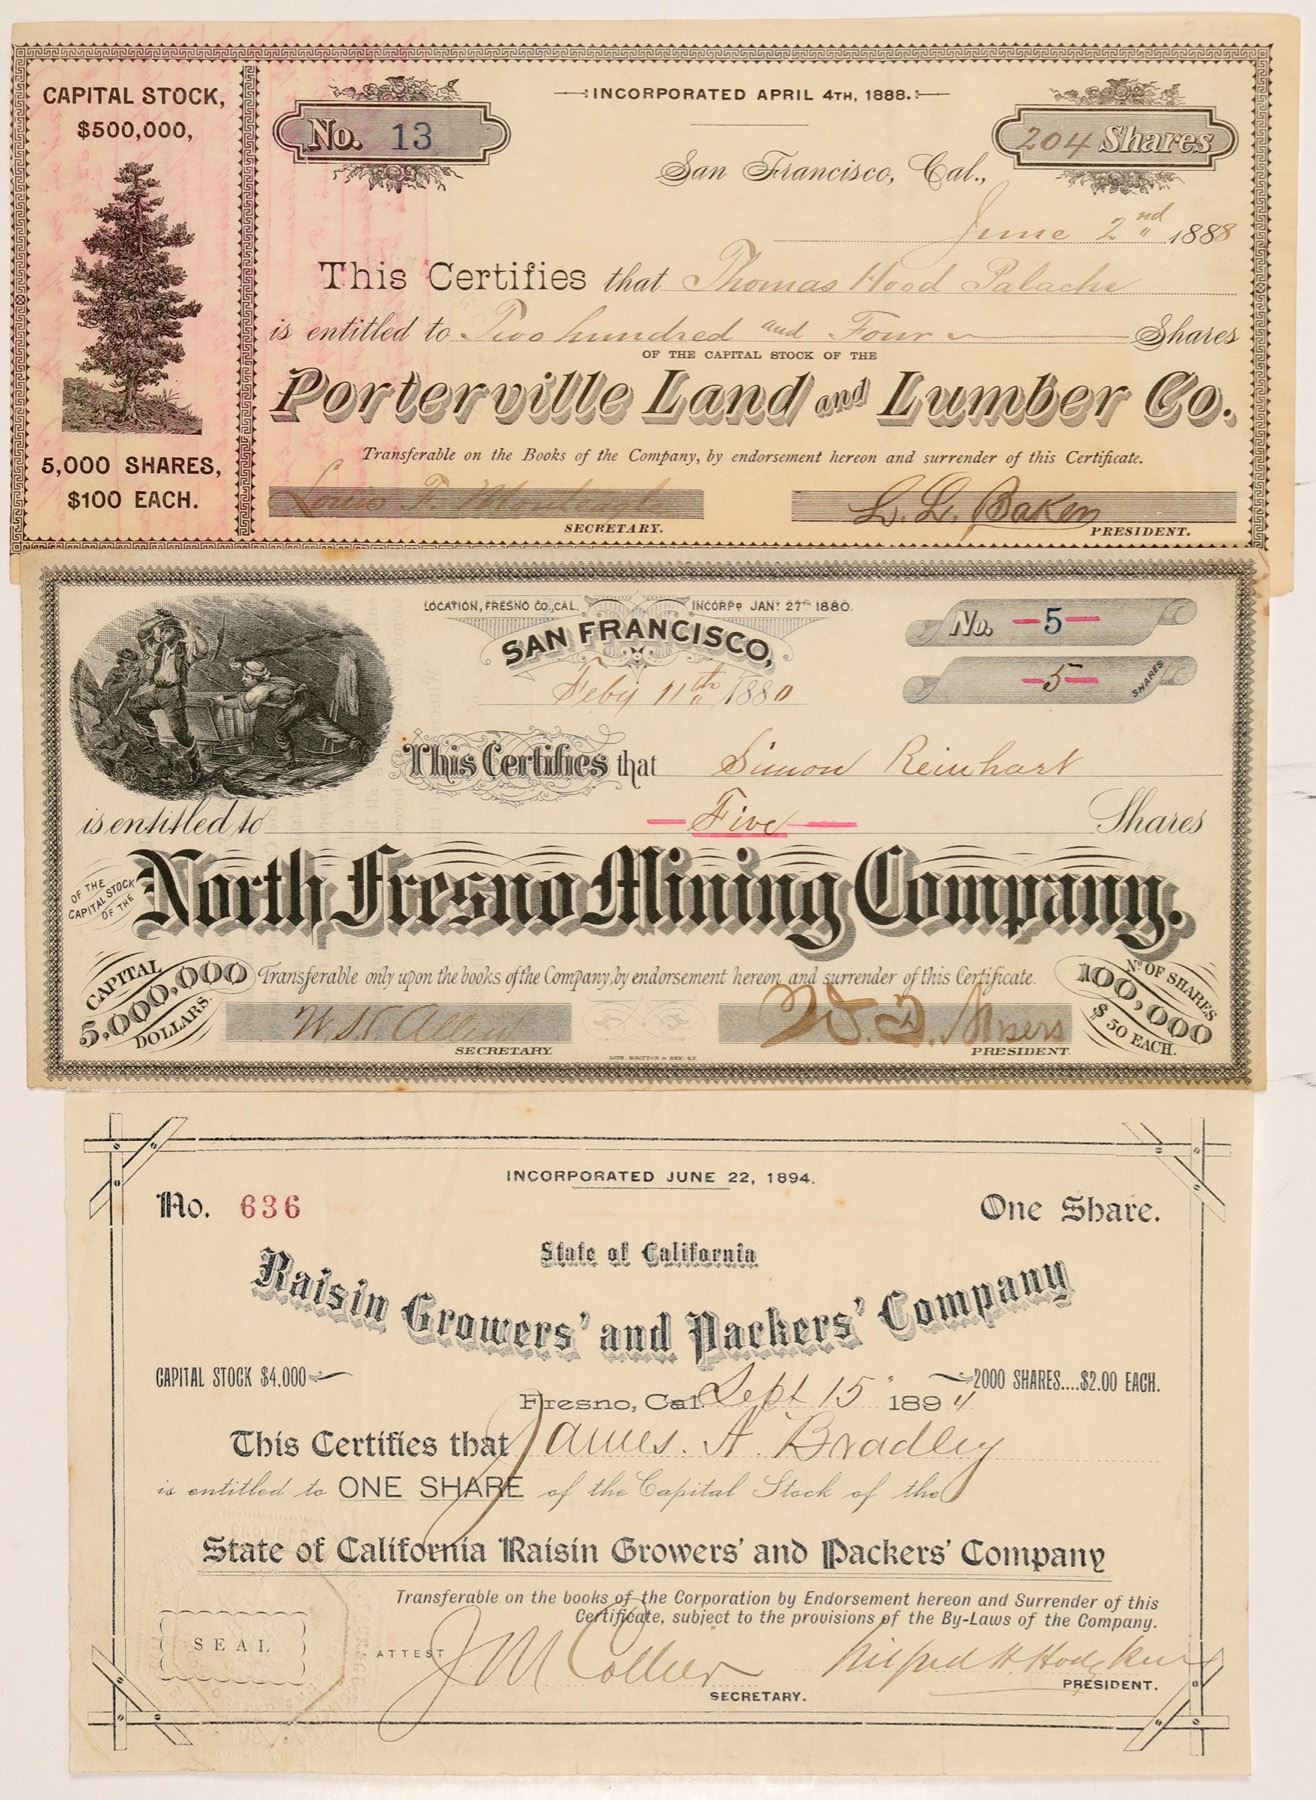 CAPITAL STOCK,
$500,000,
5,000 SHARES,
$100 EACH.
No. 13
INCORPORATED APRIL 4TH, 1888.
204 Shares
San Francisco, Cal.,
June 2nd 1888
This Certifies that Thomas Hood Palache
is entitled to Two hundred and Four Shares
OF THE CAPITAL STOCK OF THE
Porterville Land and Lumber Co.
Transferable on the Books of the Company, by endorsement hereon and surrender of this Certificate.
Louis F. Monteagle
SECRETARY.
L. L. Baker
PRESIDENT.
LOCATION, FRESNO CO., CAL. INCORPD JANY 27TH 1880.
SAN FRANCISCO,
Feby 11th 1880
No. -5-
-5- SHARES
This Certifies that Simon Reinhart
is entitled to -Five- Shares
OF THE CAPITAL STOCK OF THE
North Fresno Mining Company.
CAPITAL 5,000,000 DOLLARS.
Transferable only upon the books of the Company, by endorsement hereon and surrender of this Certificate.
No OF SHARES 100,000 $50 EACH.
W. H. Allen
SECRETARY.
W. D. Myers
PRESIDENT
LITH. BRITTON & REY, S.F.
INCORPORATED JUNE 22, 1894.
No. 636
One Share.
State of California
Raisin Growers' and Packers' Company
CAPITAL STOCK $4,000
2000 SHARES....$2.00 EACH.
Fresno, Cal. Sept 15 1894
This Certifies that James. A. Bradley
is entitled to ONE SHARE of the Capital Stock of the
State of California Raisin Growers' and Packers' Company
Transferable on the books of the Corporation by Endorsement hereon and Surrender of this
Certificate, subject to the provisions of the By-Laws of the Company.
SEAL
ATTEST J M Collier
SECRETARY.
PRESIDENT.